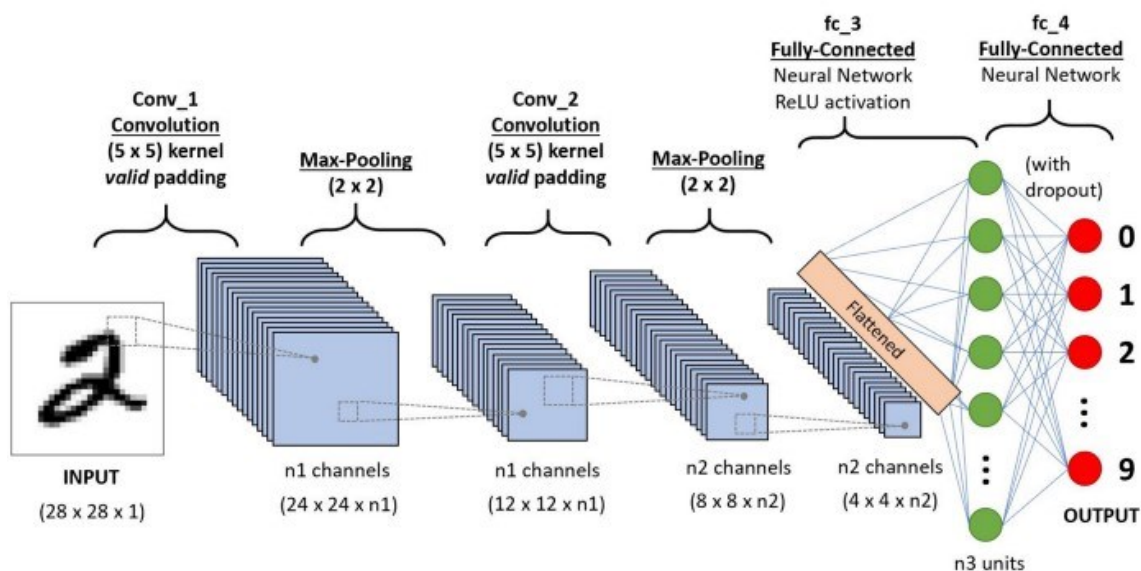 fc_3
Fully-Connected
Neural Network
ReLU activation
fc_4
Fully-Connected
Neural Network
Conv_1
Convolution
(5 x 5) kernel
valid padding
Max-Pooling
(2 x 2)
Conv_2
Convolution
(5 x 5) kernel
valid padding
Max-Pooling
(2 x 2)
(with
dropout)
0
1
2
9
2
Flattened
INPUT
(28 x 28 x 1)
n1 channels
(24 x 24 x n1)
n1 channels
(12 x 12 x n1)
n2 channels
(8 x 8 x n2)
n2 channels
(4 x 4 x n2)
n3 units
OUTPUT